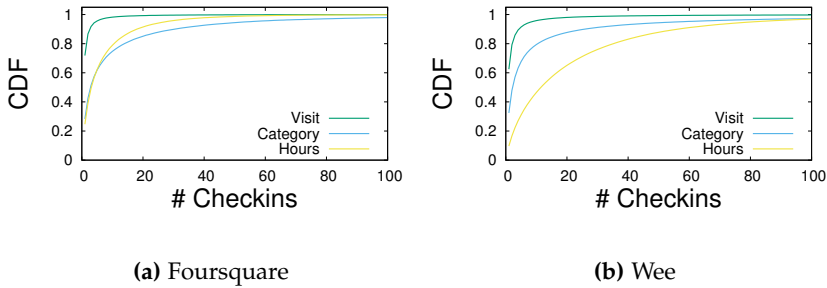 1
0.8
0.6
0.4
0.2
0
CDF
Visit
Category
Hours
0 20 40 60 80 100
# Checkins
(a) Foursquare
1
0.8
0.6
0.4
0.2
0
CDF
Visit
Category
Hours
0 20 40 60 80 100
# Checkins
(b) Wee